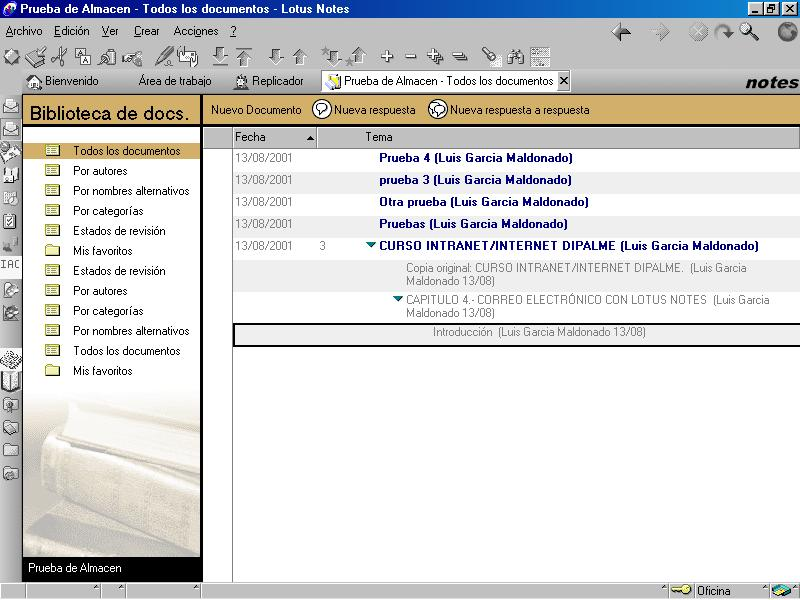 Prueba de Almacen - Todos los documentos - Lotus Notes
Archivo Edición Ver Crear Acciones ?
Bienvenido Área de trabajo Replicador Prueba de Almacen - Todos los documentos
notes
Biblioteca de docs.
Nuevo Documento Nueva respuesta Nueva respuesta a respuesta
Fecha Tema
Todos los documentos
Por autores
Por nombres alternativos
Por categorías
Estados de revisión
Mis favoritos
Estados de revisión
Por autores
Por categorías
Por nombres alternativos
Todos los documentos
Mis favoritos
IAC
13/08/2001 Prueba 4 (Luis Garcia Maldonado)
13/08/2001 prueba 3 (Luis Garcia Maldonado)
13/08/2001 Otra prueba (Luis Garcia Maldonado)
13/08/2001 Pruebas (Luis Garcia Maldonado)
13/08/2001 3 CURSO INTRANET/INTERNET DIPALME (Luis Garcia Maldonado)
Copia original: CURSO INTRANET/INTERNET DIPALME. (Luis Garcia
Maldonado 13/08)
CAPITULO 4.- CORREO ELECTRÓNICO CON LOTUS NOTES (Luis Garcia
Maldonado 13/08)
Introducción (Luis Garcia Maldonado 13/08)
Prueba de Almacen
Oficina